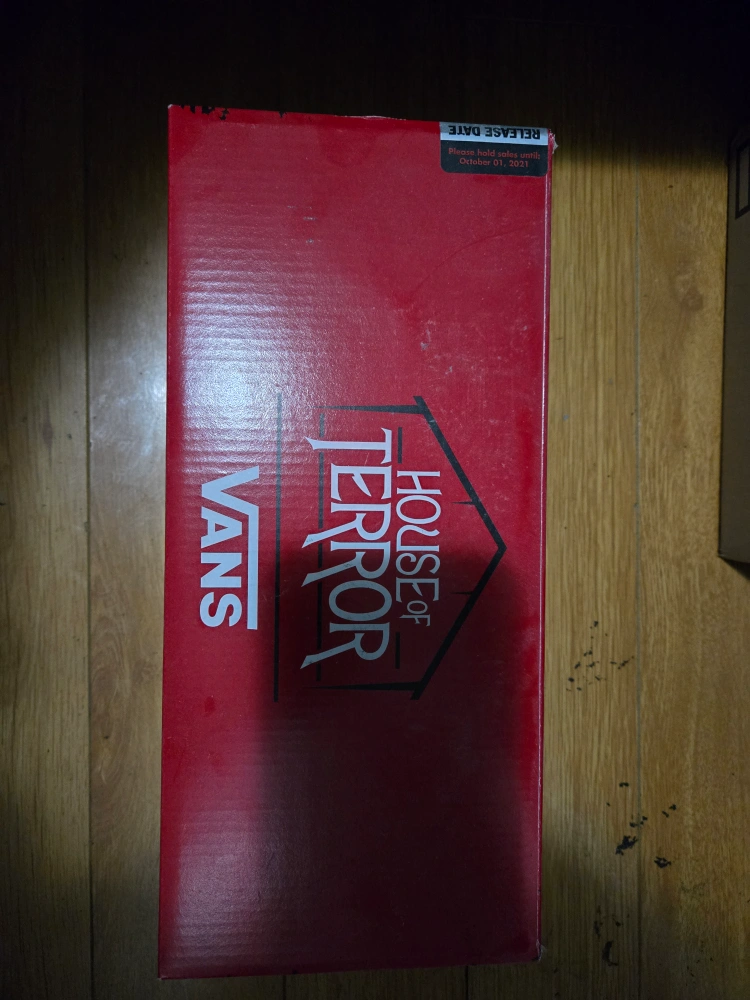 RELEASE DATE
Please hold sales until:
October 01, 2021
HOUSE OF
TERROR
VANS